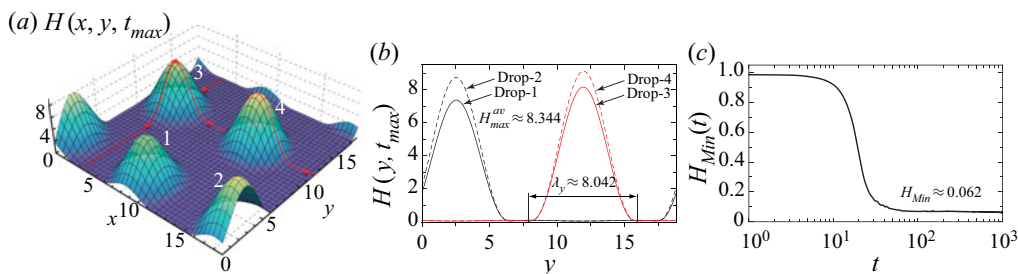 (a) H(x, y, t_max)
8
4
0
5
10
15
x
0
5
10
15
y
1
2
3
4
(b)
H(y, t_max)
8
6
4
2
0
0
5
10
15
y
Drop-2
Drop-1
H_max^av ≈ 8.344
Drop-4
Drop-3
λ_y ≈ 8.042
(c)
H_Min(t)
1.0
0.8
0.6
0.4
0.2
0
10^0
10^1
10^2
10^3
t
H_Min ≈ 0.062